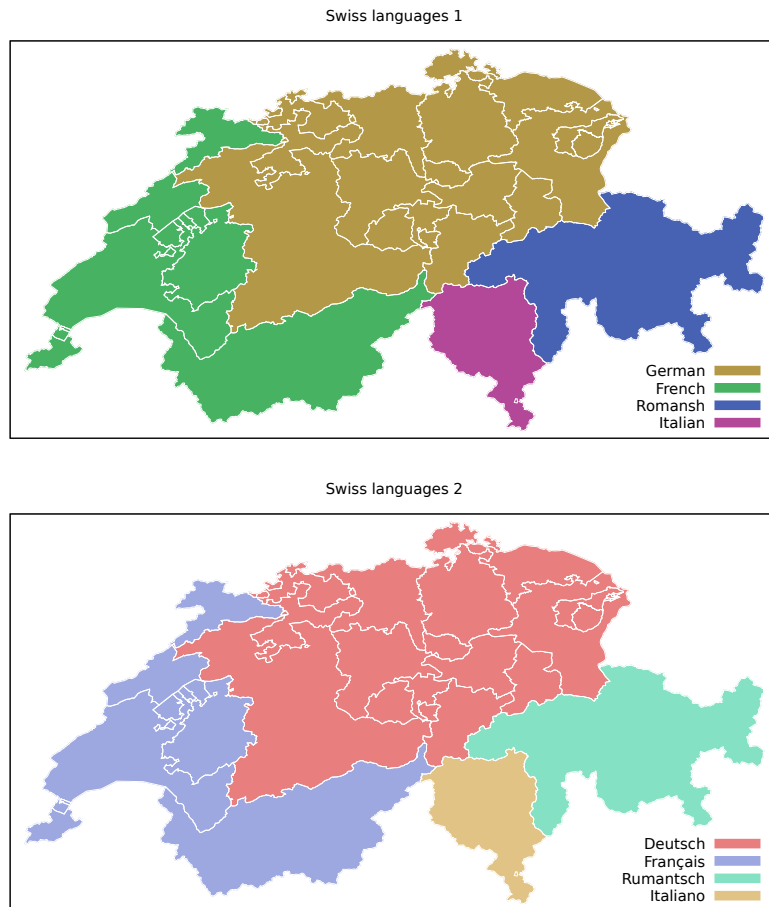 Swiss languages 1
German
French
Romansh
Italian
Swiss languages 2
Deutsch
Français
Rumantsch
Italiano